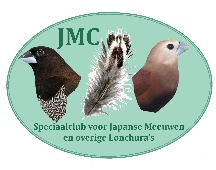 JMC
Speciaalclub voor Japanse Meeuwen
en overige Lonchura's